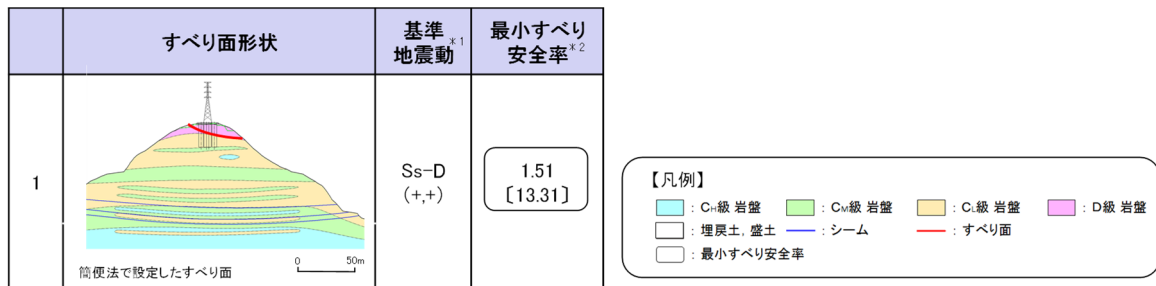 すべり面形状
基準
地震動*1
最小すべり
安全率*2
1
簡便法で設定したすべり面
0 50m
Ss-D
(+,+)
1.51
〔13.31〕
【凡例】
：CH級 岩盤 ：CM級 岩盤 ：CL級 岩盤 ：D級 岩盤
：埋戻土，盛土 ：シーム ：すべり面
：最小すべり安全率